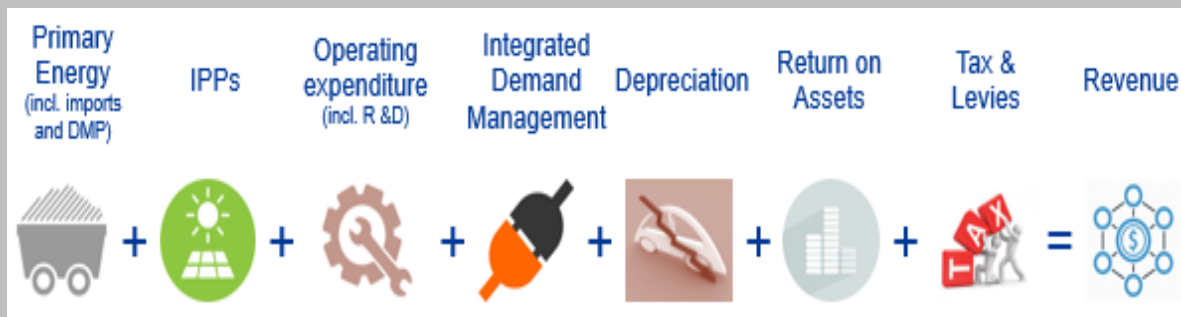 Primary
Energy
(incl. imports
and DMP)
IPPs
Operating
expenditure
(incl. R &D)
Integrated
Demand
Management
Depreciation
Return on
Assets
Tax &
Levies
Revenue
+
+
+
+
+
+
=
TAX
$